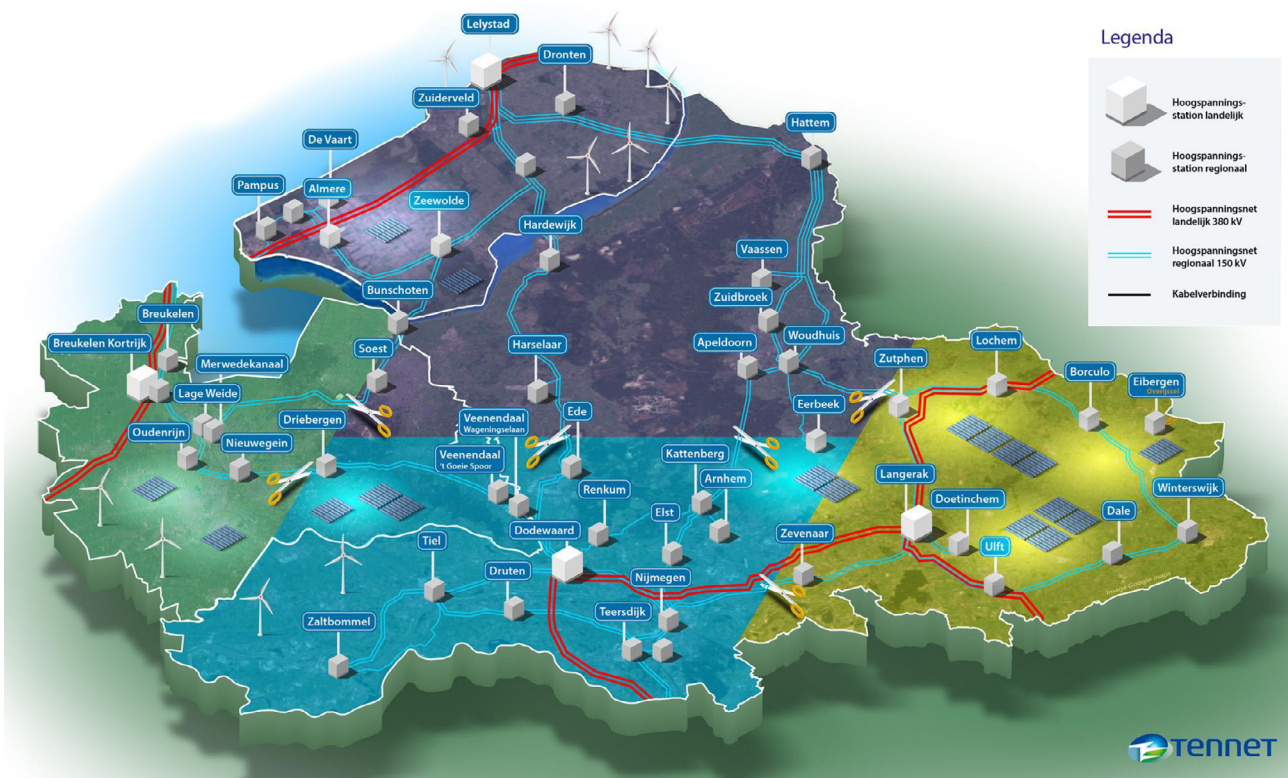 Lelystad
Dronten
Zuiderveld
De Vaart
Hattem
Pampus
Almere
Zeewolde
Hardewijk
Vaassen
Bunschoten
Zuidbroek
Breukelen
Breukelen Kortrijk
Merwedekanaal
Soest
Harselaar
Apeldoorn
Woudhuis
Zutphen
Lochem
Borculo
Eibergen
Overijssel
Lage Weide
Driebergen
Veenendaal
Wageningselaan
Ede
Eerbeek
Oudenrijn
Nieuwegein
Veenendaal
't Goeie Spoor
Kattenberg
Arnhem
Langerak
Doetinchem
Winterswijk
Renkum
Elst
Dale
Dodewaard
Zevenaar
Tiel
Ulft
Druten
Nijmegen
Teersdijk
Zaltbommel
Image Google maps
Legenda
Hoogspannings-
station landelijk
Hoogspannings-
station regionaal
Hoogspanningsnet
landelijk 380 kV
Hoogspanningsnet
regionaal 150 kV
Kabelverbinding
TENNET